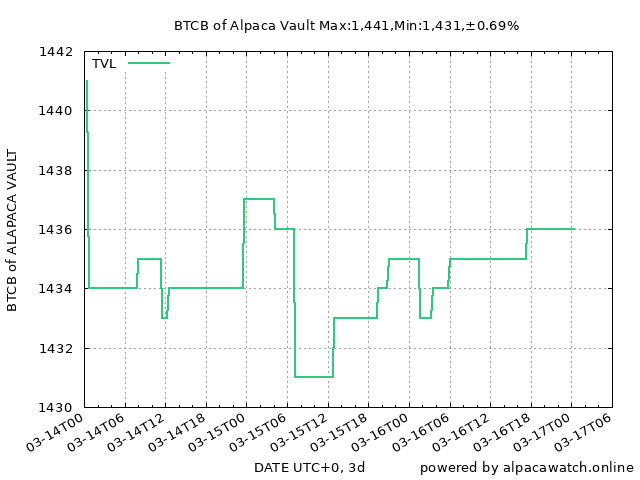 BTCB of Alpaca Vault Max:1,441,Min:1,431,±0.69%
TVL
1442
1440
1438
1436
1434
1432
1430
BTCB of ALAPACA VAULT
03-14T00
03-14T06
03-14T12
03-14T18
03-15T00
03-15T06
03-15T12
03-15T18
03-16T00
03-16T06
03-16T12
03-16T18
03-17T00
03-17T06
DATE UTC+0, 3d
powered by alpacawatch.online